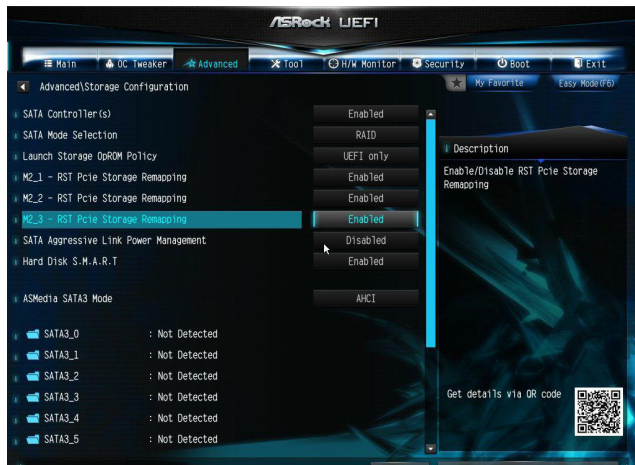 ASRock UEFI
Main
OC Tweaker
Advanced
Tool
H/W Monitor
Security
Boot
Exit
My Favorite
Easy Mode(F6)
Advanced\Storage Configuration
SATA Controller(s) Enabled
SATA Mode Selection RAID
Launch Storage OpROM Policy UEFI only
M2_1 - RST Pcie Storage Remapping Enabled
M2_2 - RST Pcie Storage Remapping Enabled
M2_3 - RST Pcie Storage Remapping Enabled
SATA Aggressive Link Power Management Disabled
Hard Disk S.M.A.R.T Enabled
ASMedia SATA3 Mode AHCI
SATA3_0 : Not Detected
SATA3_1 : Not Detected
SATA3_2 : Not Detected
SATA3_3 : Not Detected
SATA3_4 : Not Detected
SATA3_5 : Not Detected
Description
Enable/Disable RST Pcie Storage
Remapping
Get details via QR code